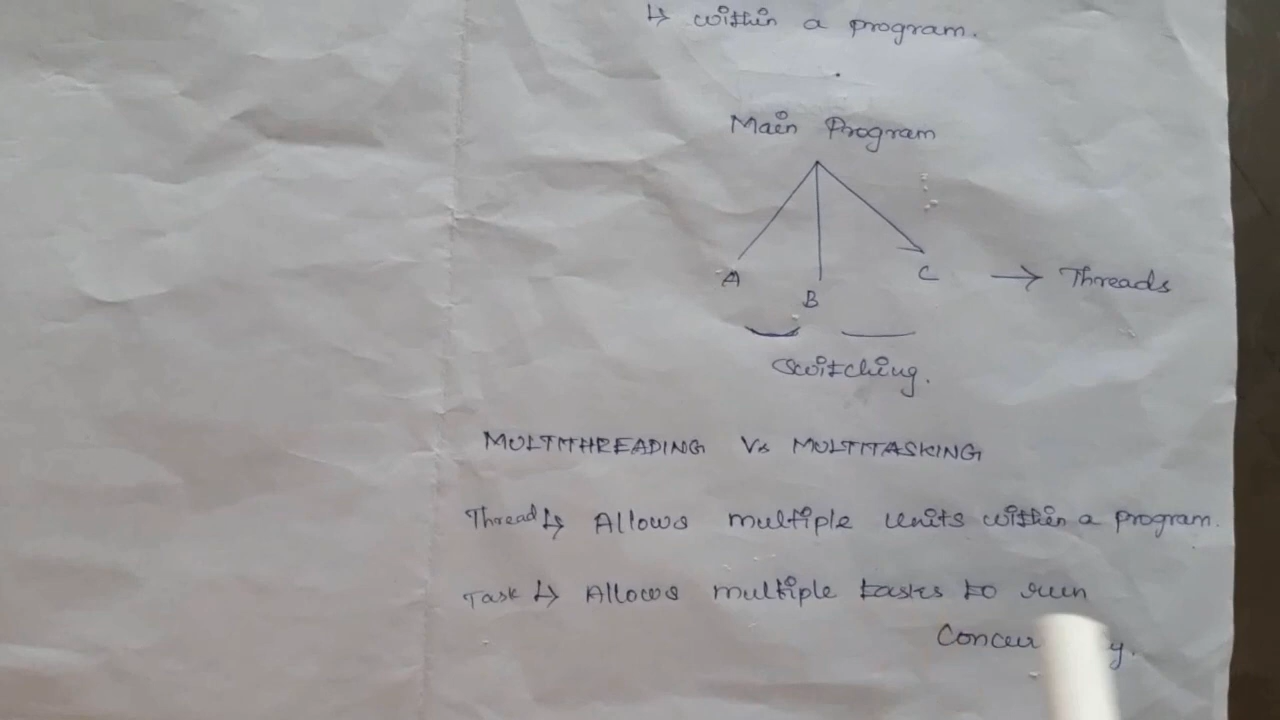 ↳ within a program.
Main Program
A B C → Threads
Switching.
MULTITHREADING Vs MULTITASKING
Thread ↳ Allows multiple units within a program.
Task ↳ Allows multiple tasks to run